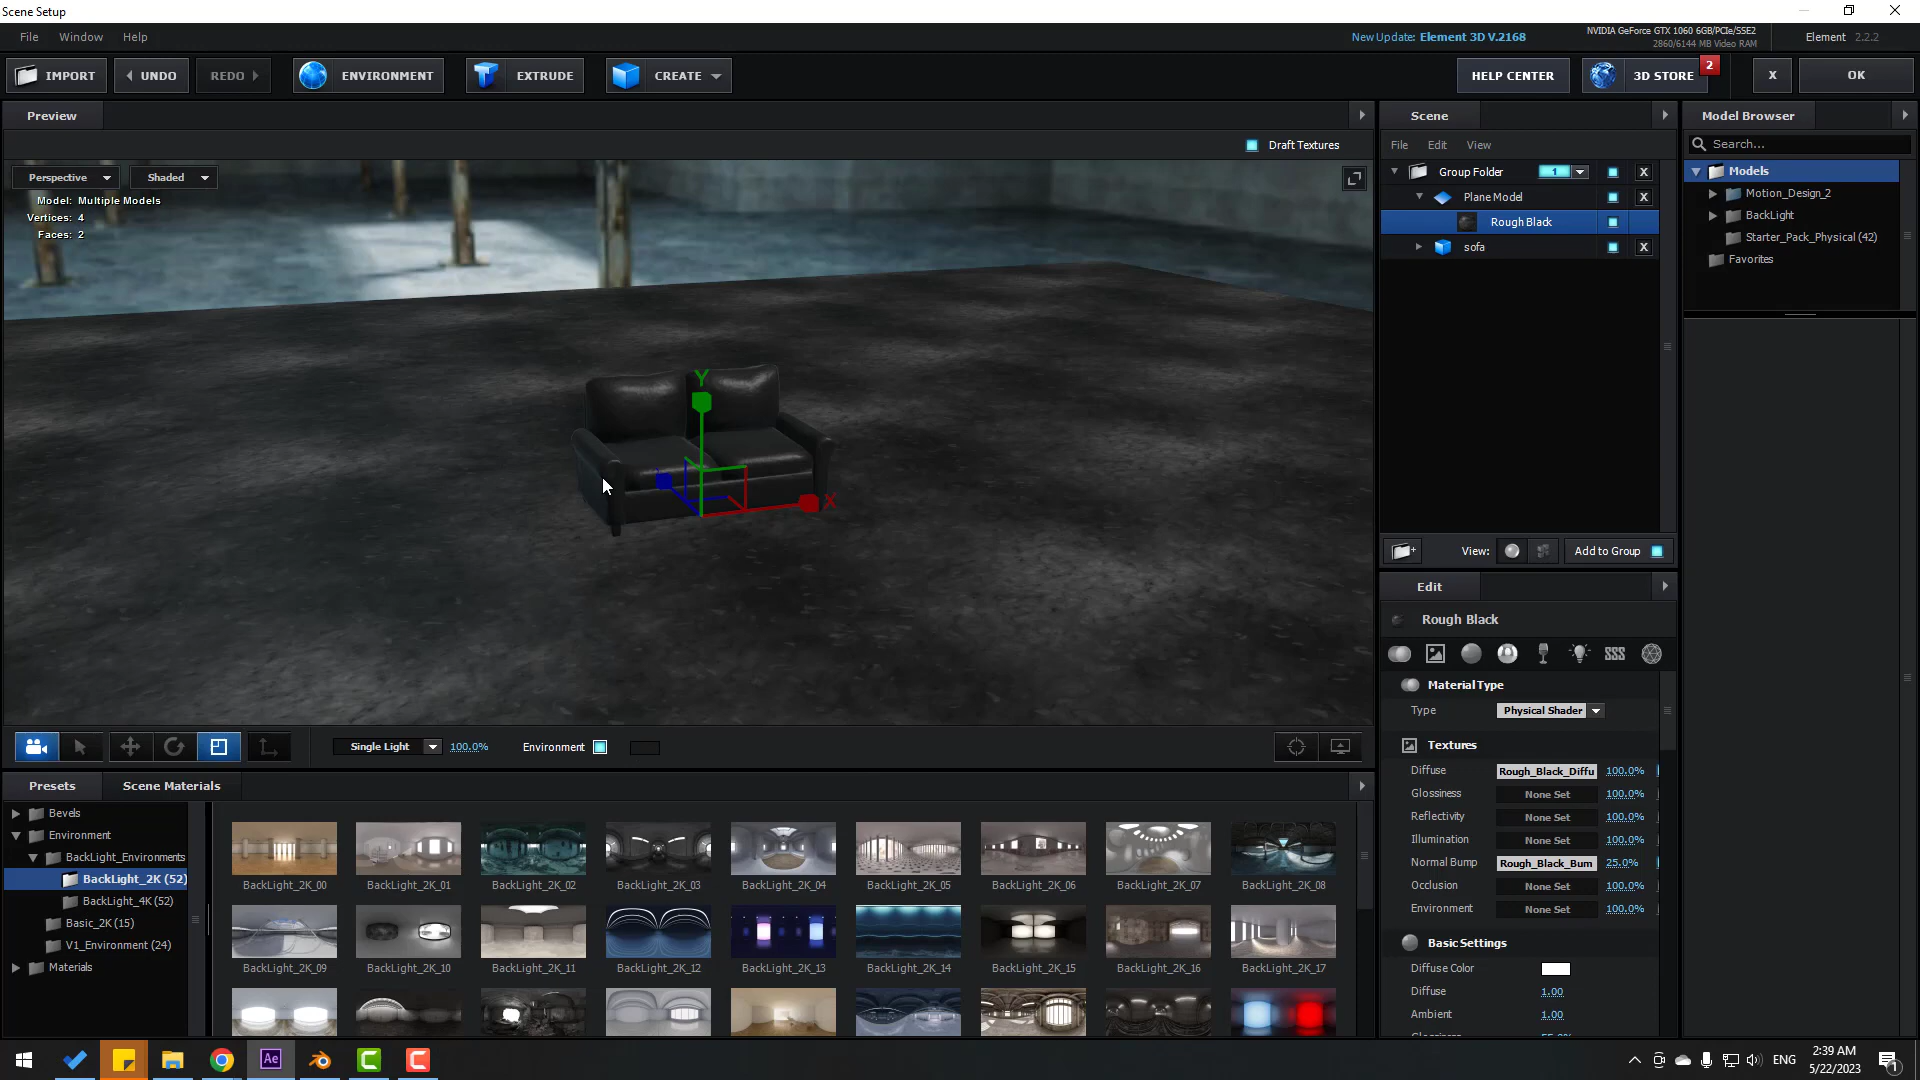 Scene Setup
File Window Help
New Update: Element 3D V.2168
NVIDIA GeForce GTX 1060 6GB/PCIe/SSE2
2860/6144 MB Video RAM
Element 2.2.2
IMPORT UNDO REDO ENVIRONMENT EXTRUDE CREATE HELP CENTER 3D STORE 2 X OK
Preview
Draft Textures
Perspective Shaded
Model: Multiple Models
Vertices: 4
Faces: 2
Y
X
Single Light 100.0% Environment
Scene
File Edit View
Group Folder 1 X
Plane Model X
Rough Black
sofa X
View: Add to Group
Model Browser
Search...
Models
Motion_Design_2
BackLight
Starter_Pack_Physical (42)
Favorites
Edit
Rough Black
Material Type
Type Physical Shader
Textures
Diffuse Rough_Black_Diffu 100.0%
Glossiness None Set 100.0%
Reflectivity None Set 100.0%
Illumination None Set 100.0%
Normal Bump Rough_Black_Bum 25.0%
Occlusion None Set 100.0%
Environment None Set 100.0%
Basic Settings
Diffuse Color
Diffuse 1.00
Ambient 1.00
Presets Scene Materials
Bevels
Environment
BackLight_Environments
BackLight_2K (52)
BackLight_4K (52)
Basic_2K (15)
V1_Environment (24)
Materials
BackLight_2K_00 BackLight_2K_01 BackLight_2K_02 BackLight_2K_03 BackLight_2K_04 BackLight_2K_05 BackLight_2K_06 BackLight_2K_07 BackLight_2K_08
BackLight_2K_09 BackLight_2K_10 BackLight_2K_11 BackLight_2K_12 BackLight_2K_13 BackLight_2K_14 BackLight_2K_15 BackLight_2K_16 BackLight_2K_17
Ae
ENG
2:39 AM
5/22/2023
1